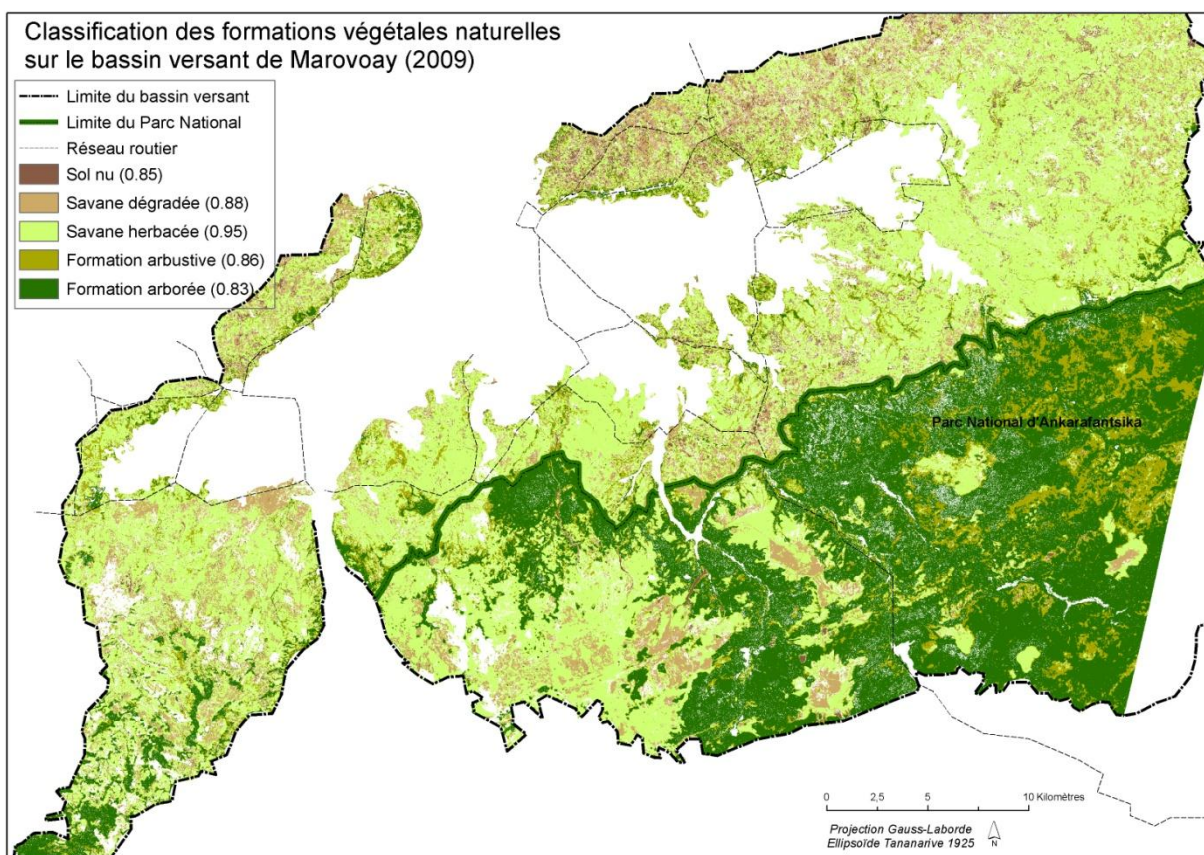 Classification des formations végétales naturelles
sur le bassin versant de Marovoay (2009)
Limite du bassin versant
Limite du Parc National
Réseau routier
Sol nu (0.85)
Savane dégradée (0.88)
Savane herbacée (0.95)
Formation arbustive (0.86)
Formation arborée (0.83)
Parc National d'Ankarafantsika
0 2,5 5 10 Kilomètres
Projection Gauss-Laborde
Ellipsoïde Tananarive 1925
N